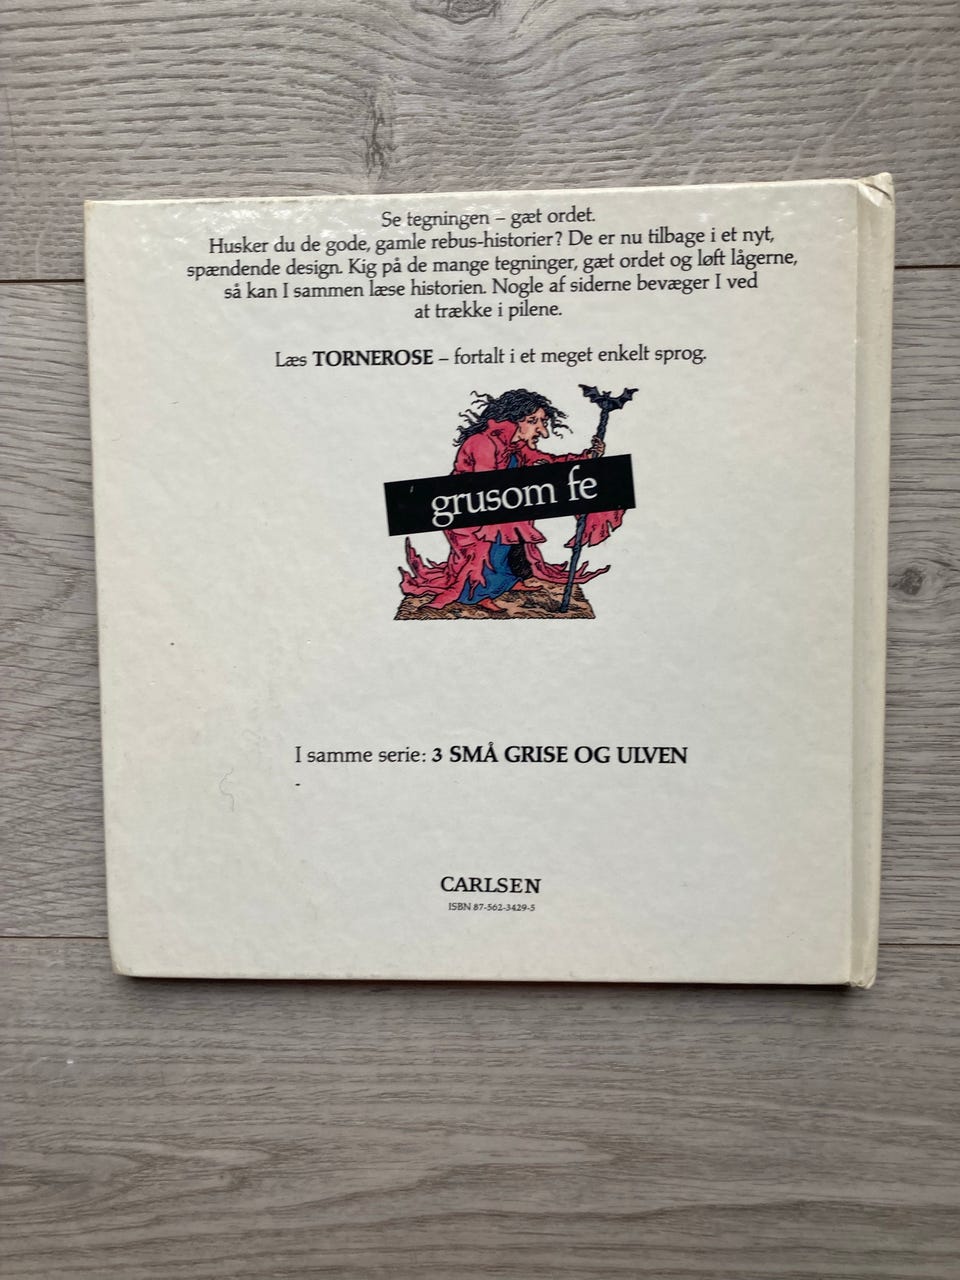 Se tegningen – gæt ordet.
Husker du de gode, gamle rebus-historier? De er nu tilbage i et nyt,
spændende design. Kig på de mange tegninger, gæt ordet og løft lågerne,
så kan I sammen læse historien. Nogle af siderne bevæger I ved
at trække i pilene.
Læs TORNEROSE – fortalt i et meget enkelt sprog.
grusom fe
I samme serie: 3 SMÅ GRISE OG ULVEN
CARLSEN
ISBN 87-562-3429-5